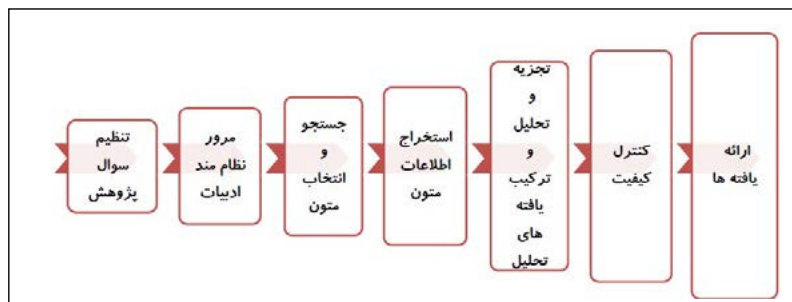 تنظیم
سوال
پژوهش
مرور
نظام مند
ادبیات
جستجو
و
انتخاب
متون
استخراج
اطلاعات
متون
تجزیه
و
تحلیل
و
ترکیب
یافته
های
تحلیل
کنترل
کیفیت
ارائه
یافته ها